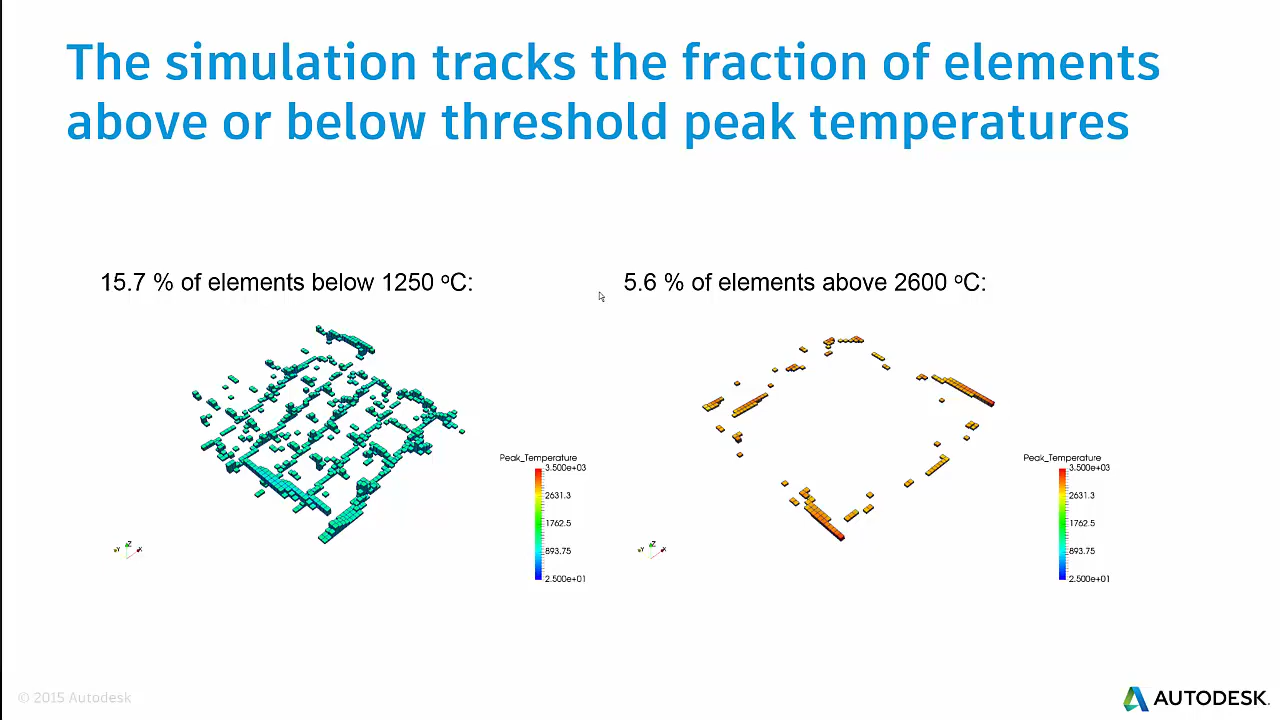 The simulation tracks the fraction of elements
above or below threshold peak temperatures
15.7 % of elements below 1250 ºC:
5.6 % of elements above 2600 ºC:
Peak_Temperature
3.500e+03
2631.3
1762.5
893.75
2.500e+01
Y Z X
Peak_Temperature
3.500e+03
2631.3
1762.5
893.75
2.500e+01
Y Z X
© 2015 Autodesk
AUTODESK.